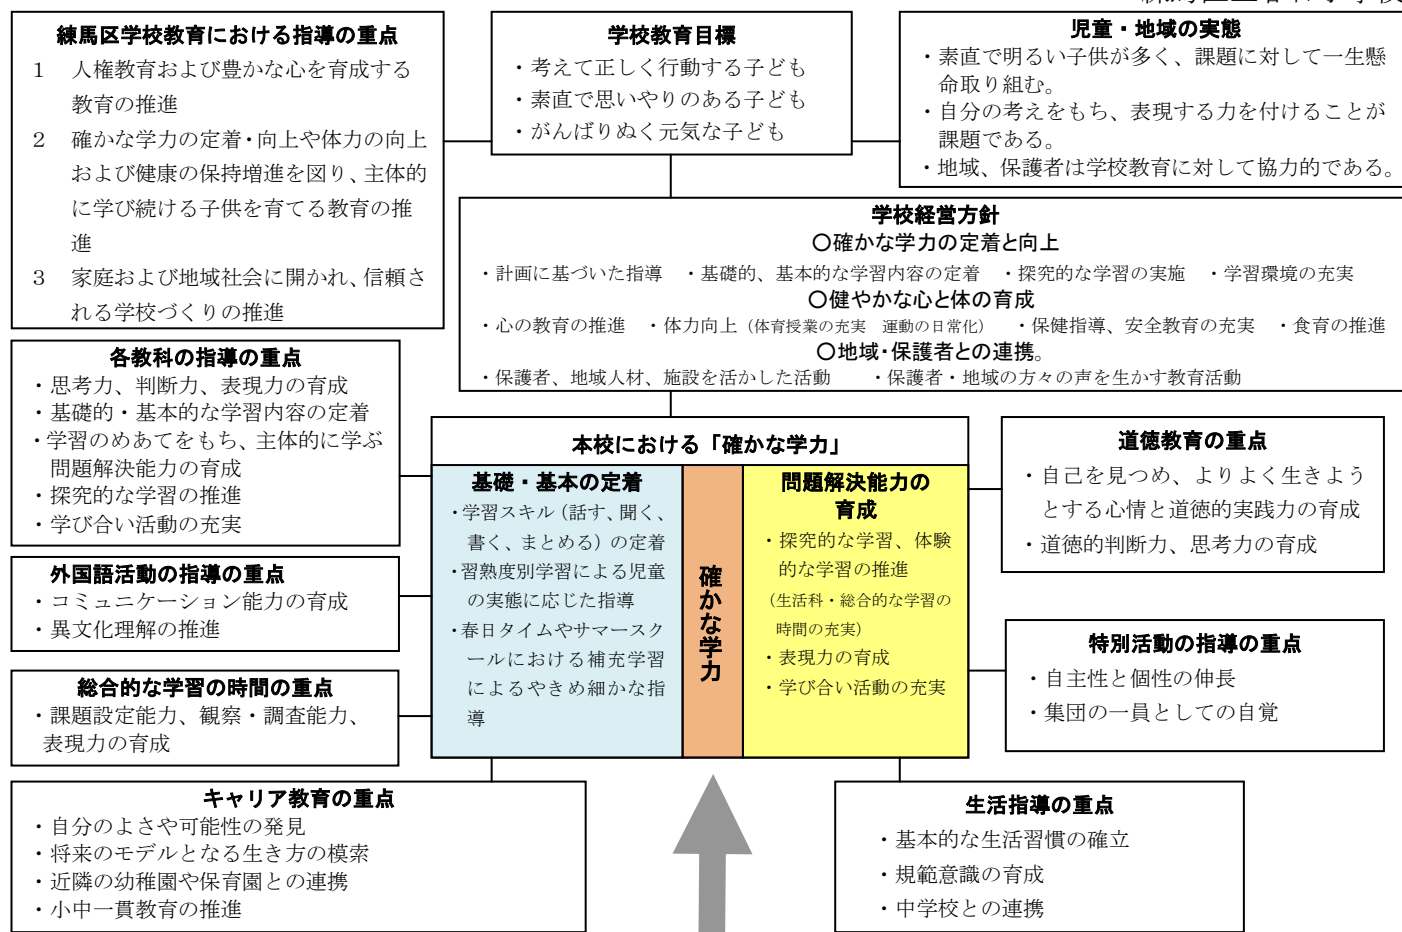 練馬区学校教育における指導の重点
1 人権教育および豊かな心を育成する
教育の推進
2 確かな学力の定着・向上や体力の向上
および健康の保持増進を図り、主体的
に学び続ける子供を育てる教育の推
進
3 家庭および地域社会に開かれ、信頼さ
れる学校づくりの推進
学校教育目標
・考えて正しく行動する子ども
・素直で思いやりのある子ども
・がんばりぬく元気な子ども
児童・地域の実態
・素直で明るい子供が多く、課題に対して一生懸
命取り組む。
・自分の考えをもち、表現する力を付けることが
課題である。
・地域、保護者は学校教育に対して協力的である。
学校経営方針
○確かな学力の定着と向上
・計画に基づいた指導 ・基礎的、基本的な学習内容の定着 ・探究的な学習の実施 ・学習環境の充実
○健やかな心と体の育成
・心の教育の推進 ・体力向上（体育授業の充実 運動の日常化） ・保健指導、安全教育の充実 ・食育の推進
○地域・保護者との連携。
・保護者、地域人材、施設を活かした活動 ・保護者・地域の方々の声を生かす教育活動
各教科の指導の重点
・思考力、判断力、表現力の育成
・基礎的・基本的な学習内容の定着
・学習のめあてをもち、主体的に学ぶ
問題解決能力の育成
・探究的な学習の推進
・学び合い活動の充実
外国語活動の指導の重点
・コミュニケーション能力の育成
・異文化理解の推進
総合的な学習の時間の重点
・課題設定能力、観察・調査能力、
表現力の育成
本校における「確かな学力」
基礎・基本の定着
・学習スキル（話す、聞く、
書く、まとめる）の定着
・習熟度別学習による児童
の実態に応じた指導
・春日タイムやサマースク
ールにおける補充学習
によるやきめ細かな指
導
確かな学力
問題解決能力の
育成
・探究的な学習、体験
的な学習の推進
（生活科・総合的な学習の
時間の充実）
・表現力の育成
・学び合い活動の充実
道徳教育の重点
・自己を見つめ、よりよく生きよう
とする心情と道徳的実践力の育成
・道徳的判断力、思考力の育成
特別活動の指導の重点
・自主性と個性の伸長
・集団の一員としての自覚
キャリア教育の重点
・自分のよさや可能性の発見
・将来のモデルとなる生き方の模索
・近隣の幼稚園や保育園との連携
・小中一貫教育の推進
生活指導の重点
・基本的な生活習慣の確立
・規範意識の育成
・中学校との連携